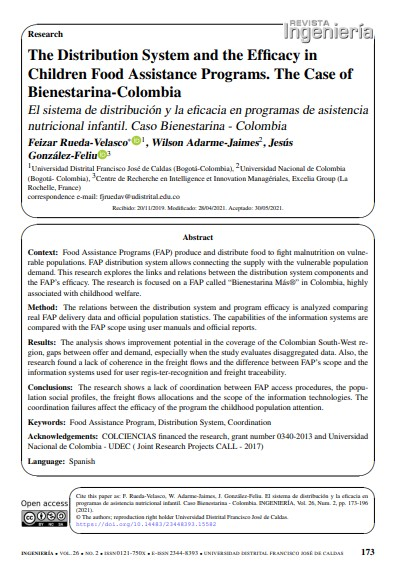 REVISTA
Ingeniería
Research
The Distribution System and the Efficacy in
Children Food Assistance Programs. The Case of
Bienestarina-Colombia
El sistema de distribución y la eficacia en programas de asistencia
nutricional infantil. Caso Bienestarina - Colombia
Feizar Rueda-Velasco*1, Wilson Adarme-Jaimes2, Jesús
González-Feliu3
1Universidad Distrital Francisco José de Caldas (Bogotá-Colombia), 2Universidad Nacional de Colombia
(Bogotá- Colombia), 3Centre de Recherche en Intelligence et Innovation Managériales, Excelia Group (La
Rochelle, France)
correspondence e-mail: fjruedav@udistrital.edu.co
Recibido: 20/11/2019. Modificado: 28/04/2021. Aceptado: 30/05/2021.
Abstract
Context: Food Assistance Programs (FAP) produce and distribute food to fight malnutrition on vulne-
rable populations. FAP distribution system allows connecting the supply with the vulnerable population
demand. This research explores the links and relations between the distribution system components and
the FAP's efficacy. The research is focused on a FAP called "Bienestarina Más®" in Colombia, highly
associated with childhood welfare.
Method: The relations between the distribution system and program efficacy is analyzed comparing
real FAP delivery data and official population statistics. The capabilities of the information systems are
compared with the FAP scope using user manuals and official reports.
Results: The analysis shows improvement potential in the coverage of the Colombian South-West re-
gion, gaps between offer and demand, especially when the study evaluates disaggregated data. Also, the
research found a lack of coherence in the freight flows and the difference between FAP's scope and the
information systems used for user regis-ter-recognition and freight traceability.
Conclusions: The research shows a lack of coordination between FAP access procedures, the popu-
lation social profiles, the freight flows allocations and the scope of the information technologies. The
coordination failures affect the efficacy of the program the childhood population attention.
Keywords: Food Assistance Program, Distribution System, Coordination
Acknowledgements: COLCIENCIAS financed the research, grant number 0340-2013 and Universidad
Nacional de Colombia - UDEC ( Joint Research Projects CALL - 2017)
Language: Spanish
Open access
CC BY NC SA
Cite this paper as: F. Rueda-Velasco, W. Adarme-Jaimes, J. González-Feliu. El sistema de distribución y la eficacia en
programas de asistencia nutricional infantil. Caso Bienestarina - Colombia. INGENIERÍA, Vol. 26, Num. 2, pp. 173-196
(2021).
© The authors; reproduction right holder Universidad Distrital Francisco José de Caldas.
https://doi.org/10.14483/23448393.15582
INGENIERÍA • VOL. 26 • NO. 2 • ISSN 0121-750X • E-ISSN 2344-8393 • UNIVERSIDAD DISTRITAL FRANCISCO JOSÉ DE CALDAS 173